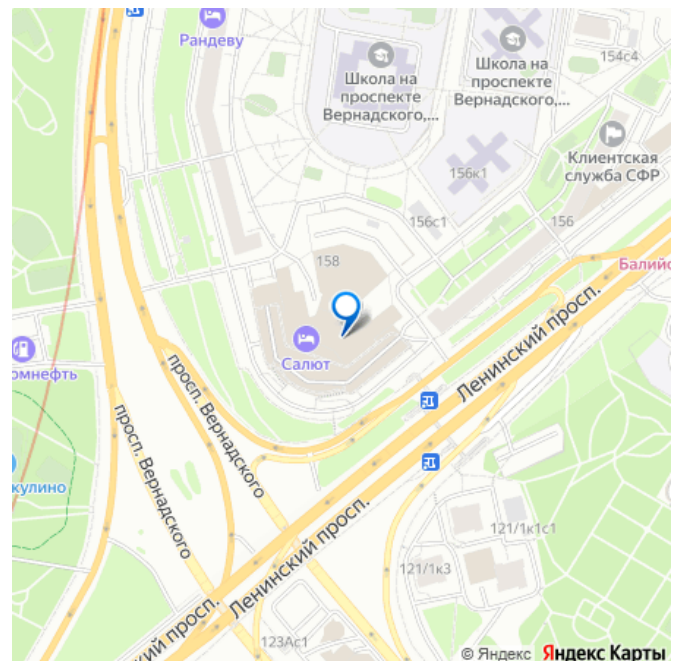 Рандеву
Школа на
проспекте
Вернадского,...
Школа на
проспекте
Вернадского,...
154с4
Клиентская
служба СФР
156к1
156с1
156
158
Балийс
Салют
Ленинский просп.
омнефть
просп. Вернадского
просп. Вернадского
кулино
Ленинский просп.
121/1к1с1
121/1к3
123Ас1
кий просп.
© Яндекс Яндекс Карты